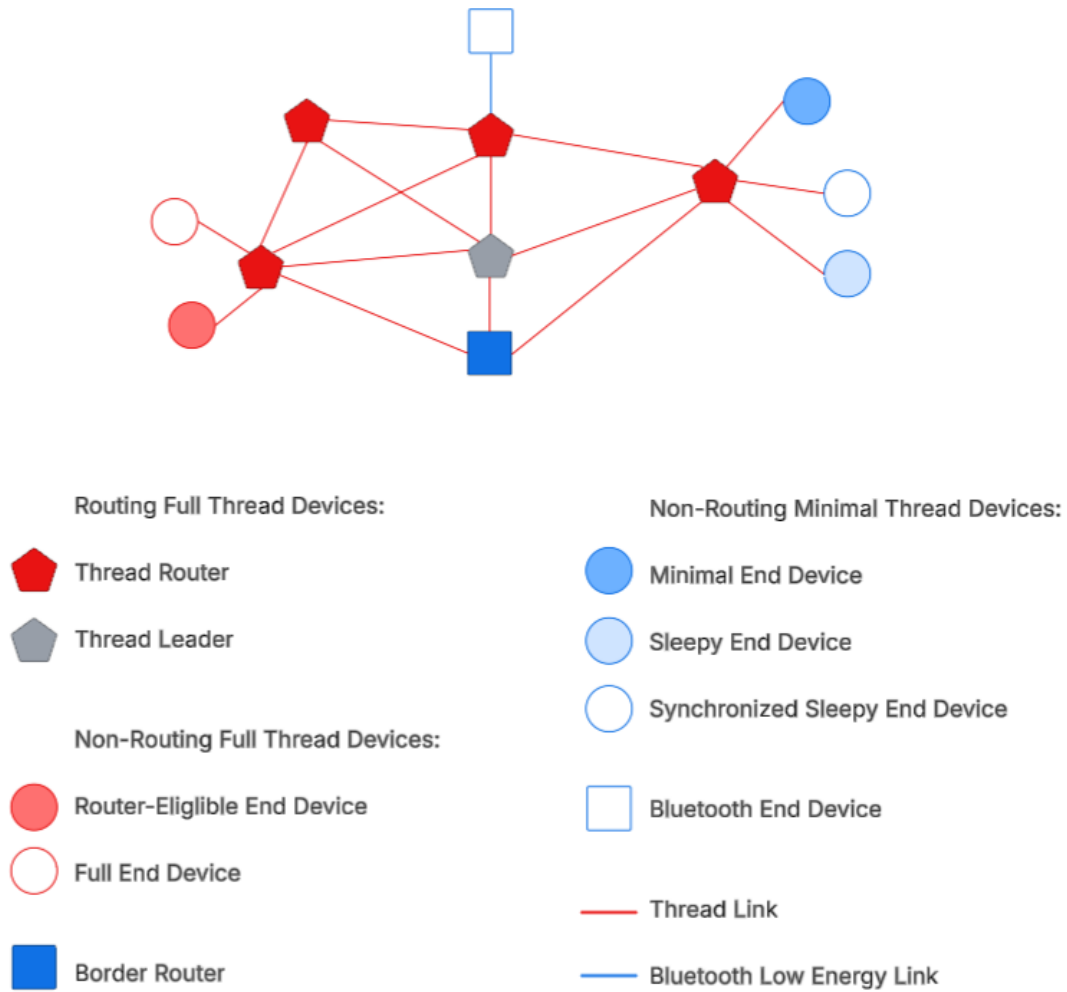 Routing Full Thread Devices:
Thread Router
Thread Leader
Non-Routing Full Thread Devices:
Router-Eliglible End Device
Full End Device
Border Router
Non-Routing Minimal Thread Devices:
Minimal End Device
Sleepy End Device
Synchronized Sleepy End Device
Bluetooth End Device
Thread Link
Bluetooth Low Energy Link